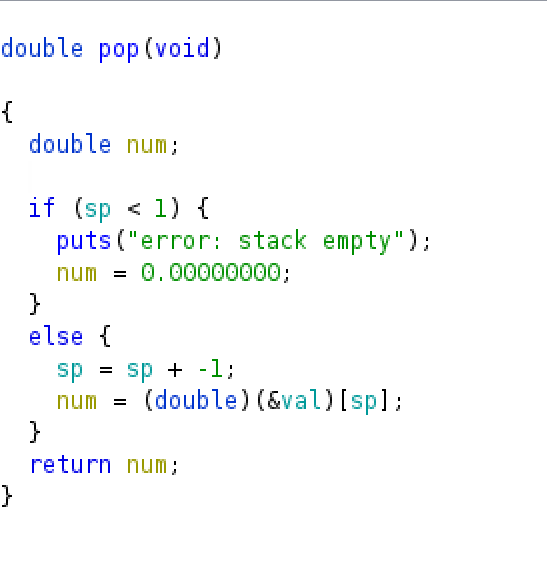 double pop(void)
{
double num;
if (sp < 1) {
puts("error: stack empty");
num = 0.00000000;
}
else {
sp = sp + -1;
num = (double)(&val)[sp];
}
return num;
}